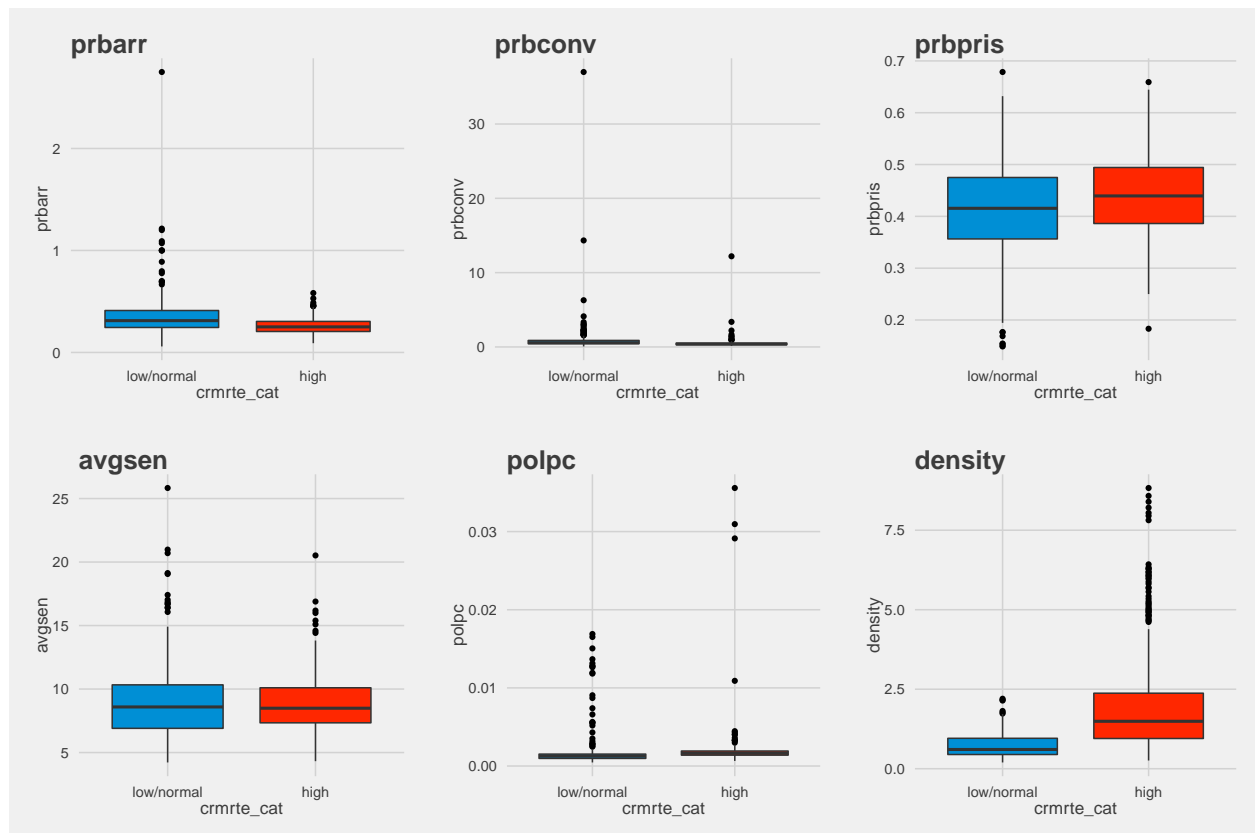 prbarr
prbarr
2
1
0
low/normal high
crmrte_cat
prbconv
prbconv
30
20
10
0
low/normal high
crmrte_cat
prbpris
prbpris
0.7
0.6
0.5
0.4
0.3
0.2
low/normal high
crmrte_cat
avgsen
avgsen
25
20
15
10
5
low/normal high
crmrte_cat
polpc
polpc
0.03
0.02
0.01
0.00
low/normal high
crmrte_cat
density
density
7.5
5.0
2.5
0.0
low/normal high
crmrte_cat